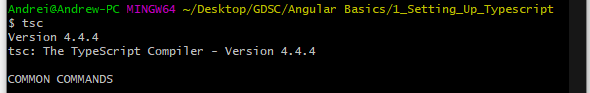 Andrei@Andrew-PC MINGW64 ~/Desktop/GDSC/Angular Basics/1_Setting_Up_Typescript
$ tsc
Version 4.4.4
tsc: The TypeScript Compiler - Version 4.4.4
COMMON COMMANDS